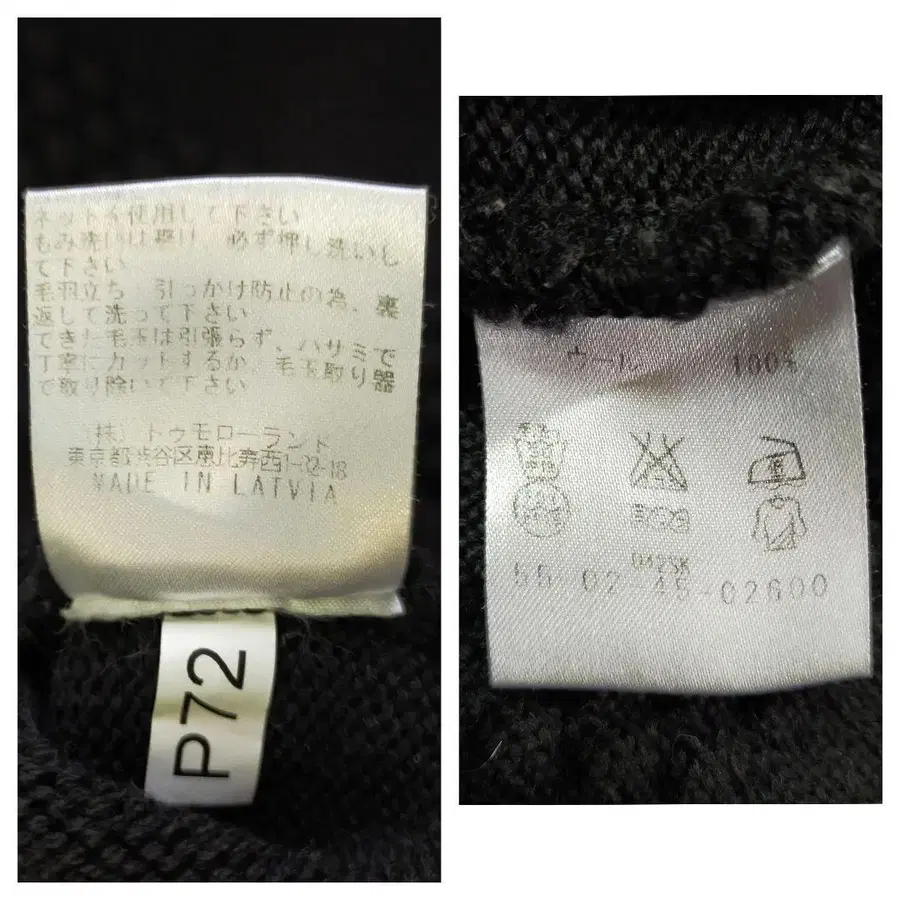 ネットを使用して下さい
もみ洗いは避け 必ず押し洗いし
て下さい
毛羽立ち 引っかけ防止の為、裏
返して洗って下さい
できた毛玉は引張らず、ハサミで
丁寧にカットするか、毛玉取り器
で取り除いて下さい
(株)トゥモローランド
東京都渋谷区恵比寿西1-12-18
MADE IN LATVIA
P72
ウール 100%
55 02 45-02600